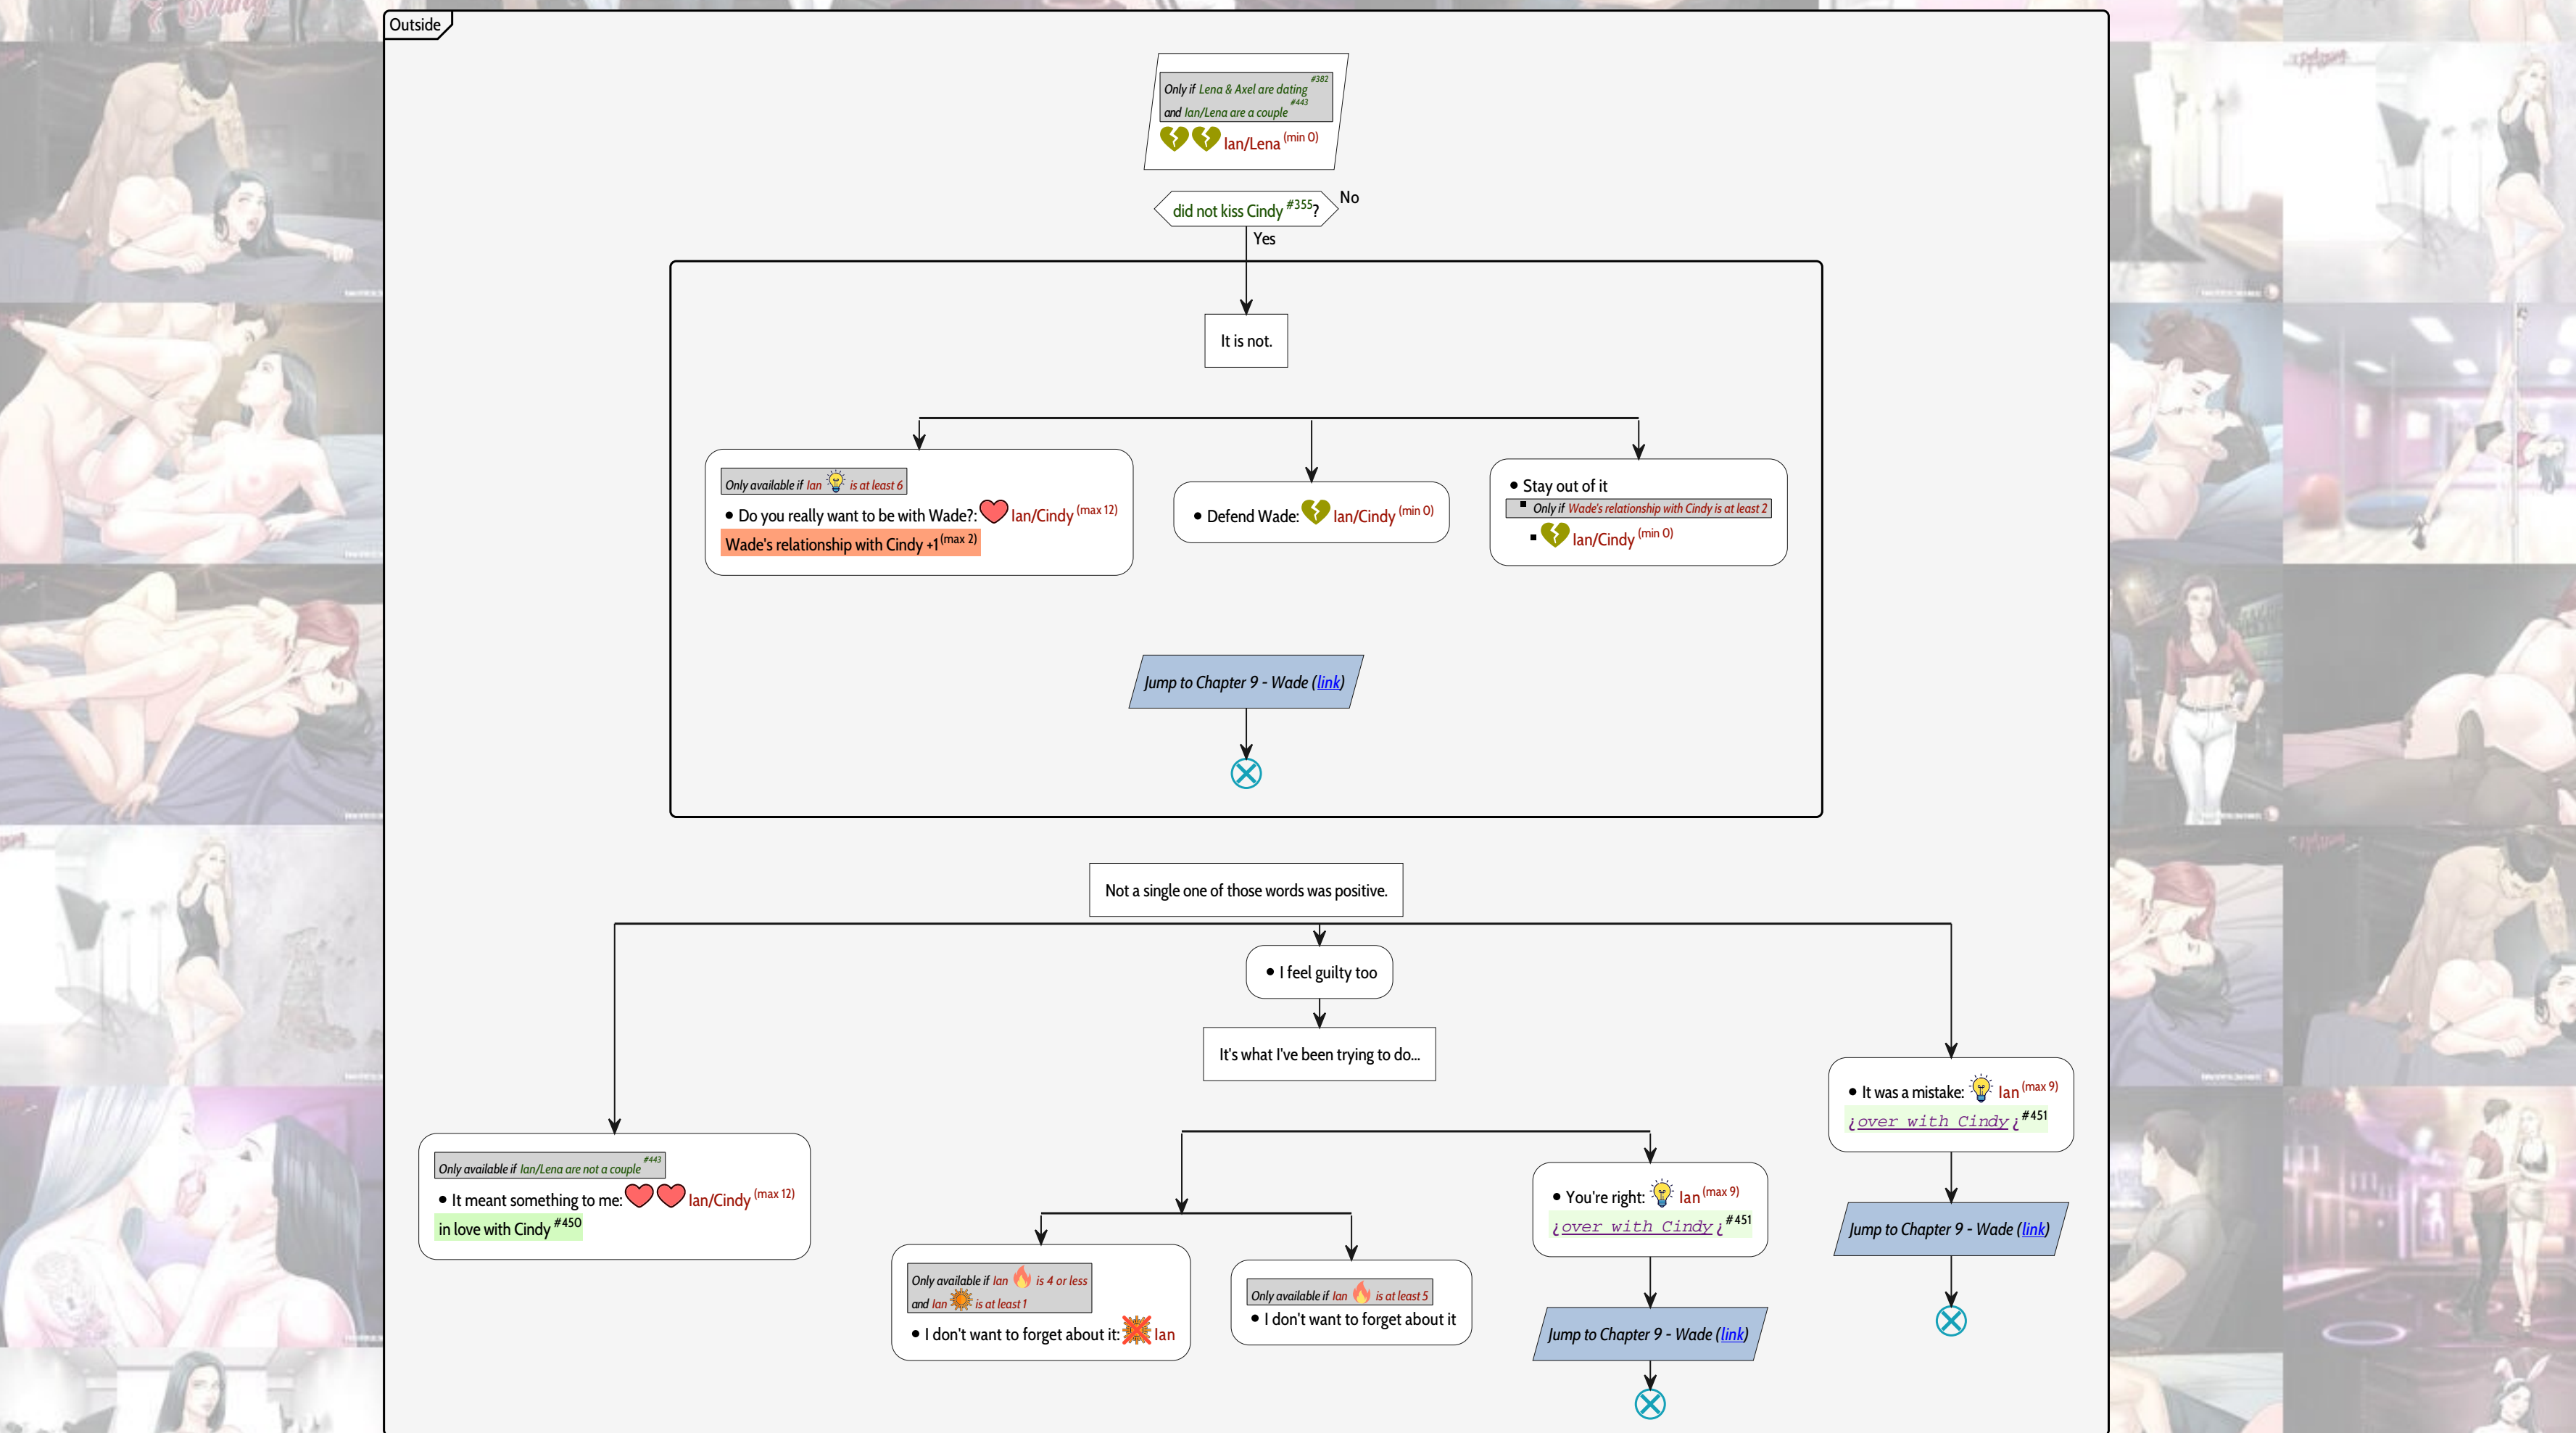 Outside
#382
Only if Lena & Axel are dating
#443
and Ian/Lena are a couple
Ian/Lena (min 0)
did not kiss Cindy #355?
No
Yes
It is not.
Only available if Ian is at least 6
• Do you really want to be with Wade?: Ian/Cindy (max 12)
Wade's relationship with Cindy +1 (max 2)
• Defend Wade: Ian/Cindy (min 0)
• Stay out of it
▪ Only if Wade's relationship with Cindy is at least 2
▪ Ian/Cindy (min 0)
Jump to Chapter 9 - Wade (link)
Not a single one of those words was positive.
• I feel guilty too
It's what I've been trying to do...
• It was a mistake: Ian (max 9)
¿over with Cindy¿ #451
Jump to Chapter 9 - Wade (link)
Only available if Ian/Lena are not a couple #443
• It meant something to me: Ian/Cindy (max 12)
in love with Cindy #450
Only available if Ian is 4 or less
and Ian is at least 1
• I don't want to forget about it: Ian
Only available if Ian is at least 5
• I don't want to forget about it
• You're right: Ian (max 9)
¿over with Cindy¿ #451
Jump to Chapter 9 - Wade (link)